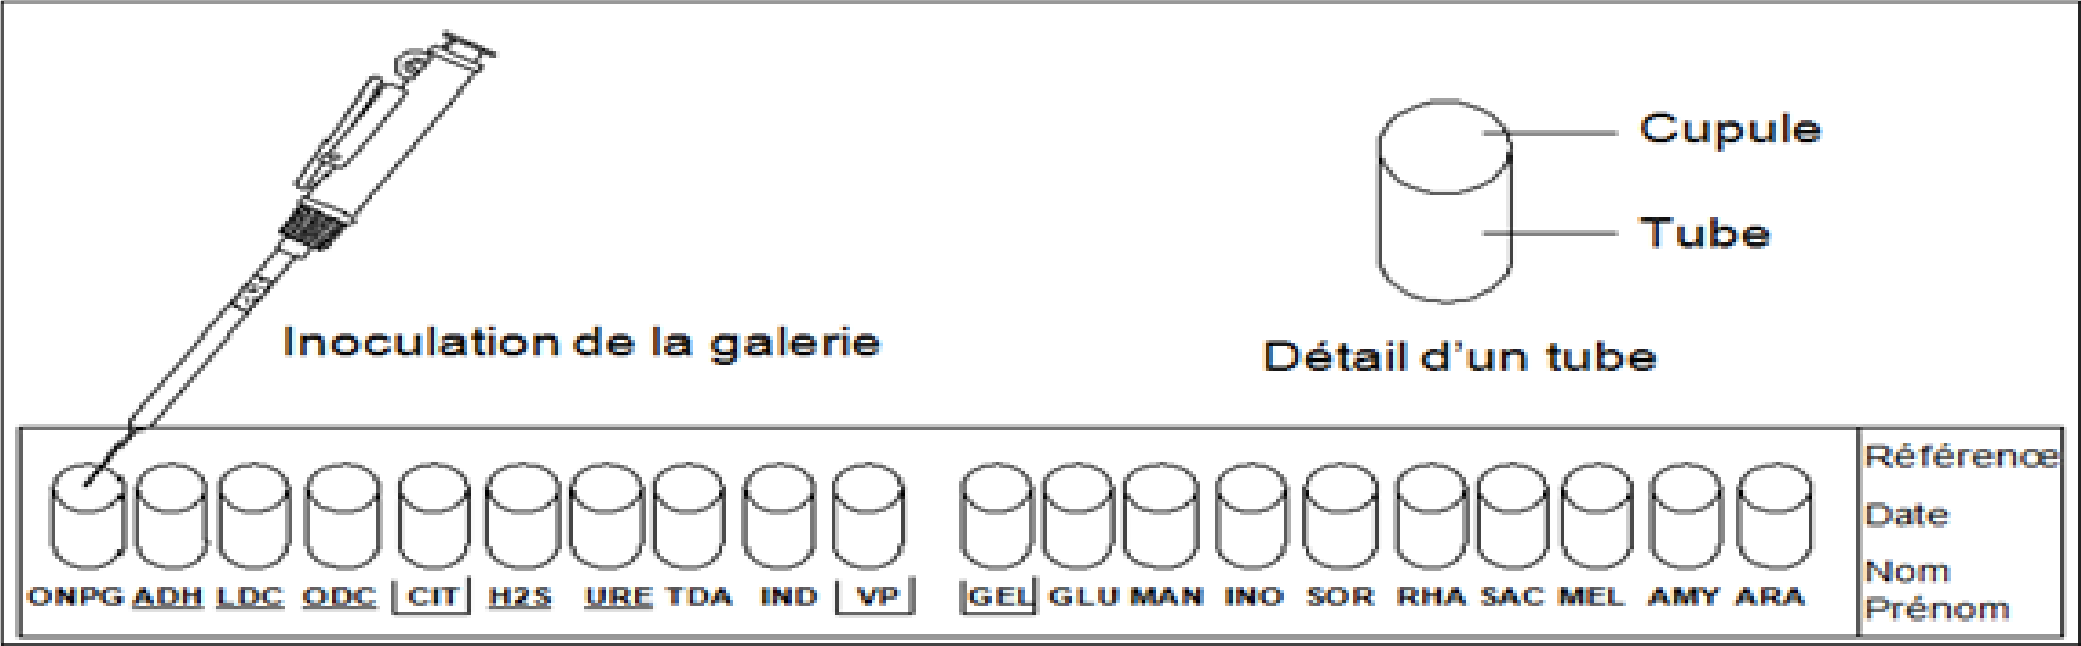 Cupule
Tube
Inoculation de la galerie
Détail d'un tube
ONPG ADH LDC ODC CIT H2S URE TDA IND VP GEL GLU MAN INO SOR RHA SAC MEL AMY ARA
Référence
Date
Nom
Prénom